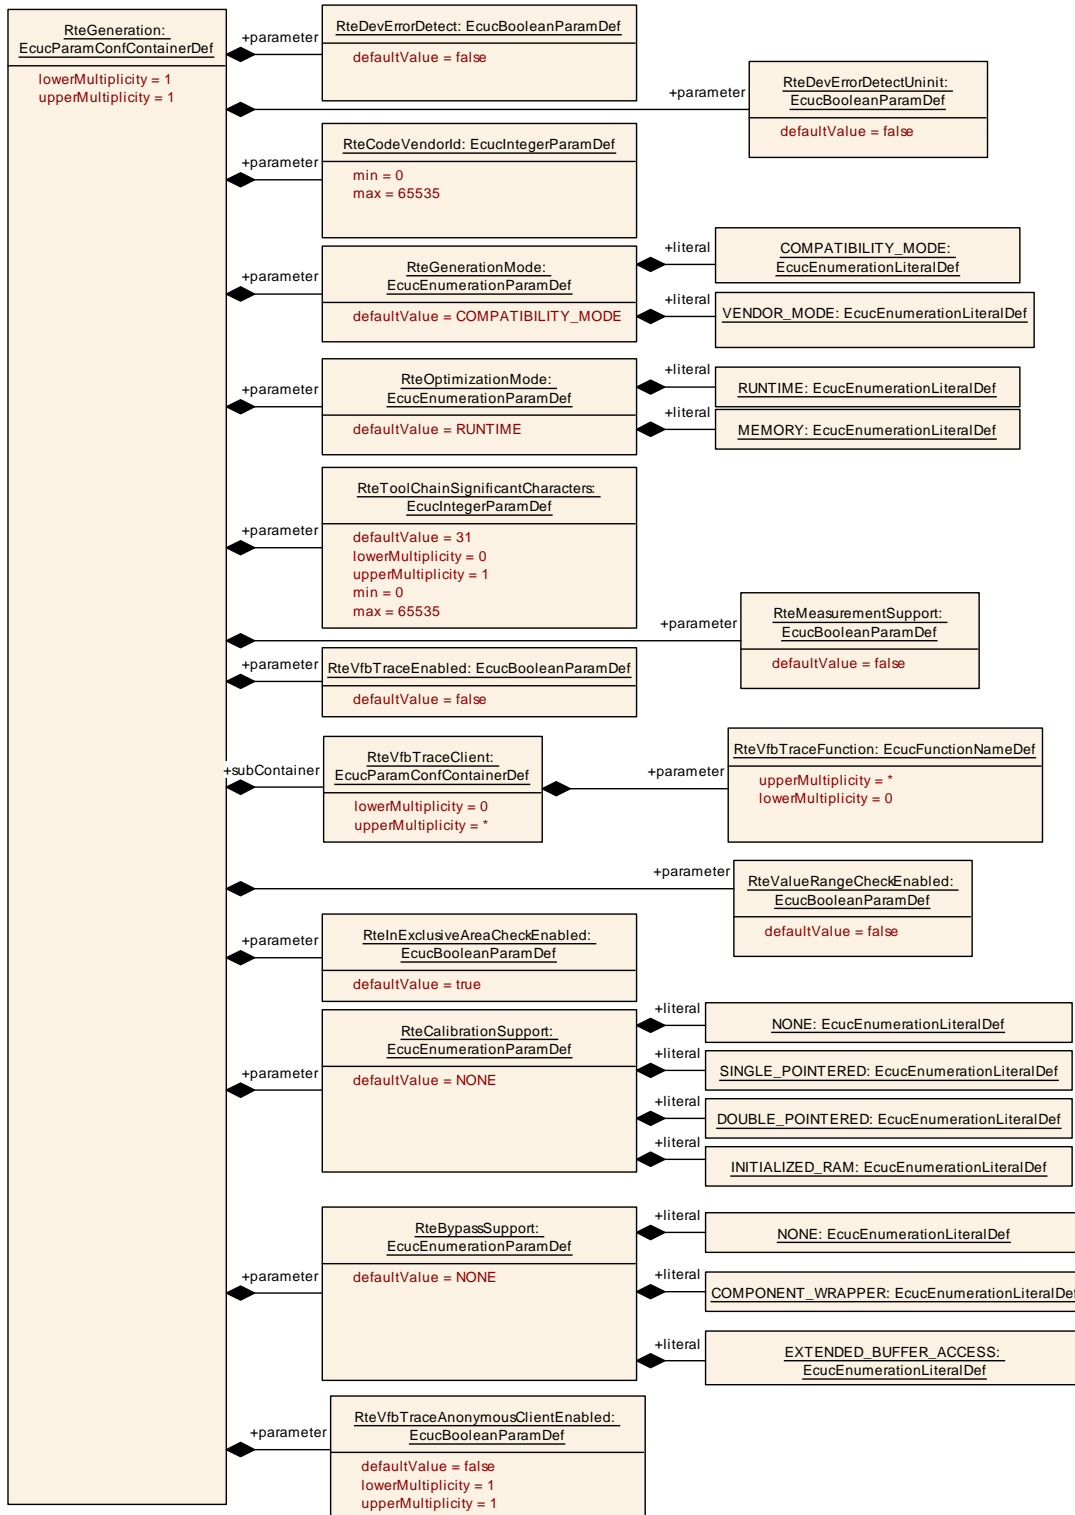 RteGeneration:
EcucParamConfContainerDef
lowerMultiplicity = 1
upperMultiplicity = 1
+parameter
RteDevErrorDetect: EcucBooleanParamDef
defaultValue = false
+parameter
RteDevErrorDetectUninit:
EcucBooleanParamDef
defaultValue = false
+parameter
RteCodeVendorId: EcucIntegerParamDef
min = 0
max = 65535
+parameter
RteGenerationMode:
EcucEnumerationParamDef
defaultValue = COMPATIBILITY_MODE
+literal
COMPATIBILITY_MODE:
EcucEnumerationLiteralDef
+literal
VENDOR_MODE: EcucEnumerationLiteralDef
+parameter
RteOptimizationMode:
EcucEnumerationParamDef
defaultValue = RUNTIME
+literal
RUNTIME: EcucEnumerationLiteralDef
+literal
MEMORY: EcucEnumerationLiteralDef
+parameter
RteToolChainSignificantCharacters:
EcucIntegerParamDef
defaultValue = 31
lowerMultiplicity = 0
upperMultiplicity = 1
min = 0
max = 65535
+parameter
RteMeasurementSupport:
EcucBooleanParamDef
defaultValue = false
+parameter
RteVfbTraceEnabled: EcucBooleanParamDef
defaultValue = false
+subContainer
RteVfbTraceClient:
EcucParamConfContainerDef
lowerMultiplicity = 0
upperMultiplicity = *
+parameter
RteVfbTraceFunction: EcucFunctionNameDef
upperMultiplicity = *
lowerMultiplicity = 0
+parameter
RteValueRangeCheckEnabled:
EcucBooleanParamDef
defaultValue = false
+parameter
RteInExclusiveAreaCheckEnabled:
EcucBooleanParamDef
defaultValue = true
+parameter
RteCalibrationSupport:
EcucEnumerationParamDef
defaultValue = NONE
+literal
NONE: EcucEnumerationLiteralDef
+literal
SINGLE_POINTERED: EcucEnumerationLiteralDef
+literal
DOUBLE_POINTERED: EcucEnumerationLiteralDef
+literal
INITIALIZED_RAM: EcucEnumerationLiteralDef
+parameter
RteBypassSupport:
EcucEnumerationParamDef
defaultValue = NONE
+literal
NONE: EcucEnumerationLiteralDef
+literal
COMPONENT_WRAPPER: EcucEnumerationLiteralDef
+literal
EXTENDED_BUFFER_ACCESS:
EcucEnumerationLiteralDef
+parameter
RteVfbTraceAnonymousClientEnabled:
EcucBooleanParamDef
defaultValue = false
lowerMultiplicity = 1
upperMultiplicity = 1